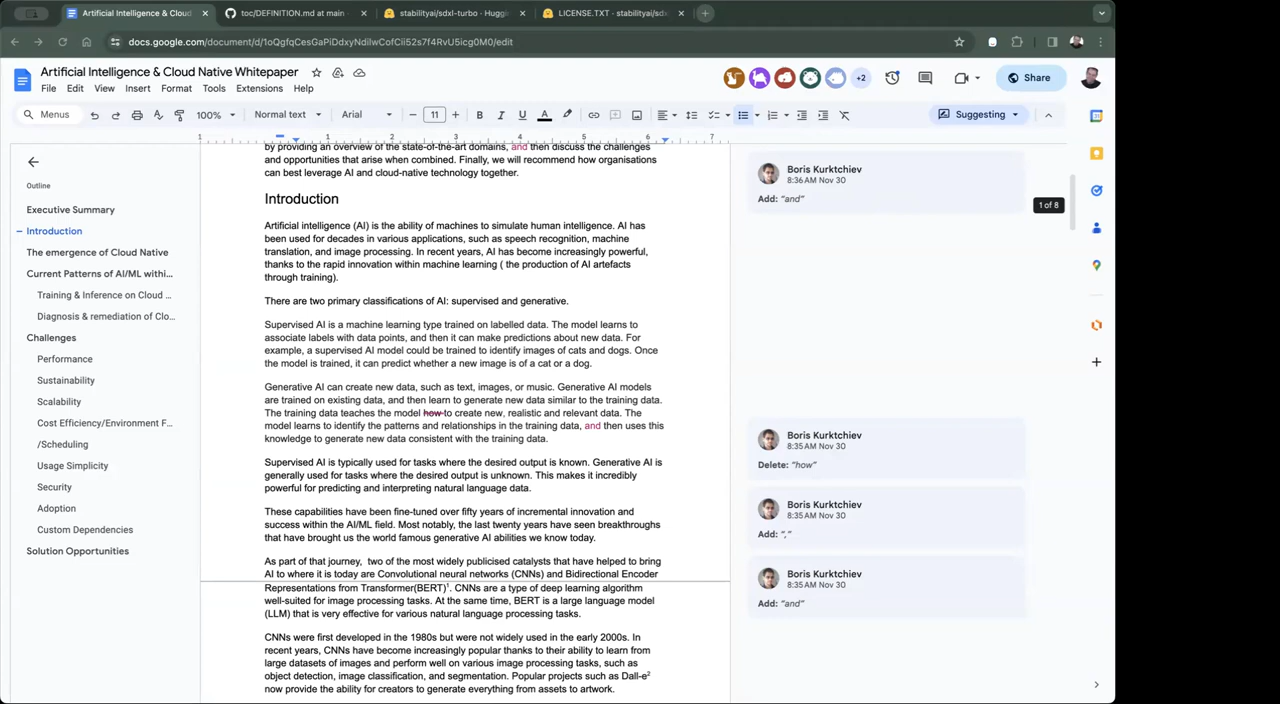 Artificial Intelligence & Cloud
toc/DEFINITION.md at main
stabilityai/sdxl-turbo · Hugg
LICENSE.TXT - stabilityai/sdx
docs.google.com/document/d/1oQgfqCesGaPiDdxyNdilwCofCii52s7f4RvU5icg0M0/edit
Artificial Intelligence & Cloud Native Whitepaper
File Edit View Insert Format Tools Extensions Help
+2
Share
Menus
100%
Normal text
Arial
11
Suggesting
1 1 2 3 4 5 6 7
Outline
Executive Summary
Introduction
The emergence of Cloud Native
Current Patterns of AI/ML withi...
Training & Inference on Cloud ...
Diagnosis & remediation of Clo...
Challenges
Performance
Sustainability
Scalability
Cost Efficiency/Environment F...
/Scheduling
Usage Simplicity
Security
Adoption
Custom Dependencies
Solution Opportunities
by providing an overview of the state-of-the-art domains, and then discuss the challenges
and opportunities that arise when combined. Finally, we will recommend how organisations
can best leverage AI and cloud-native technology together.
Introduction
Artificial intelligence (AI) is the ability of machines to simulate human intelligence. AI has
been used for decades in various applications, such as speech recognition, machine
translation, and image processing. In recent years, AI has become increasingly powerful,
thanks to the rapid innovation within machine learning ( the production of AI artefacts
through training).
There are two primary classifications of AI: supervised and generative.
Supervised AI is a machine learning type trained on labelled data. The model learns to
associate labels with data points, and then it can make predictions about new data. For
example, a supervised AI model could be trained to identify images of cats and dogs. Once
the model is trained, it can predict whether a new image is of a cat or a dog.
Generative AI can create new data, such as text, images, or music. Generative AI models
are trained on existing data, and then learn to generate new data similar to the training data.
The training data teaches the model how to create new, realistic and relevant data. The
model learns to identify the patterns and relationships in the training data, and then uses this
knowledge to generate new data consistent with the training data.
Supervised AI is typically used for tasks where the desired output is known. Generative AI is
generally used for tasks where the desired output is unknown. This makes it incredibly
powerful for predicting and interpreting natural language data.
These capabilities have been fine-tuned over fifty years of incremental innovation and
success within the AI/ML field. Most notably, the last twenty years have seen breakthroughs
that have brought us the world famous generative AI abilities we know today.
As part of that journey,  two of the most widely publicised catalysts that have helped to bring
AI to where it is today are Convolutional neural networks (CNNs) and Bidirectional Encoder
Representations from Transformer(BERT)¹. CNNs are a type of deep learning algorithm
well-suited for image processing tasks. At the same time, BERT is a large language model
(LLM) that is very effective for various natural language processing tasks.
CNNs were first developed in the 1980s but were not widely used in the early 2000s. In
recent years, CNNs have become increasingly popular thanks to their ability to learn from
large datasets of images and perform well on various image processing tasks, such as
object detection, image classification, and segmentation. Popular projects such as Dall-e²
now provide the ability for creators to generate everything from assets to artwork.
Boris Kurktchiev
8:36 AM Nov 30
Add: “and”
1 of 8
Boris Kurktchiev
8:35 AM Nov 30
Delete: “how”
Boris Kurktchiev
8:35 AM Nov 30
Add: “,”
Boris Kurktchiev
8:35 AM Nov 30
Add: “and”